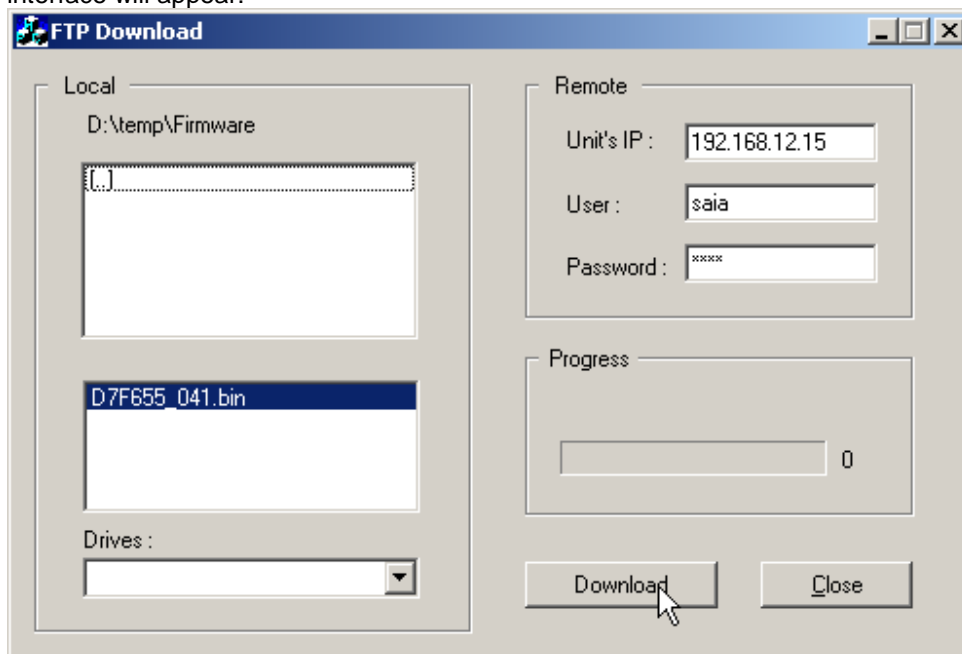 interface will appear.
FTP Download
Local
D:\temp\Firmware
[..]
D7F655_041.bin
Drives :
Remote
Unit's IP : 192.168.12.15
User : saia
Password : ****
Progress
0
Download
Close